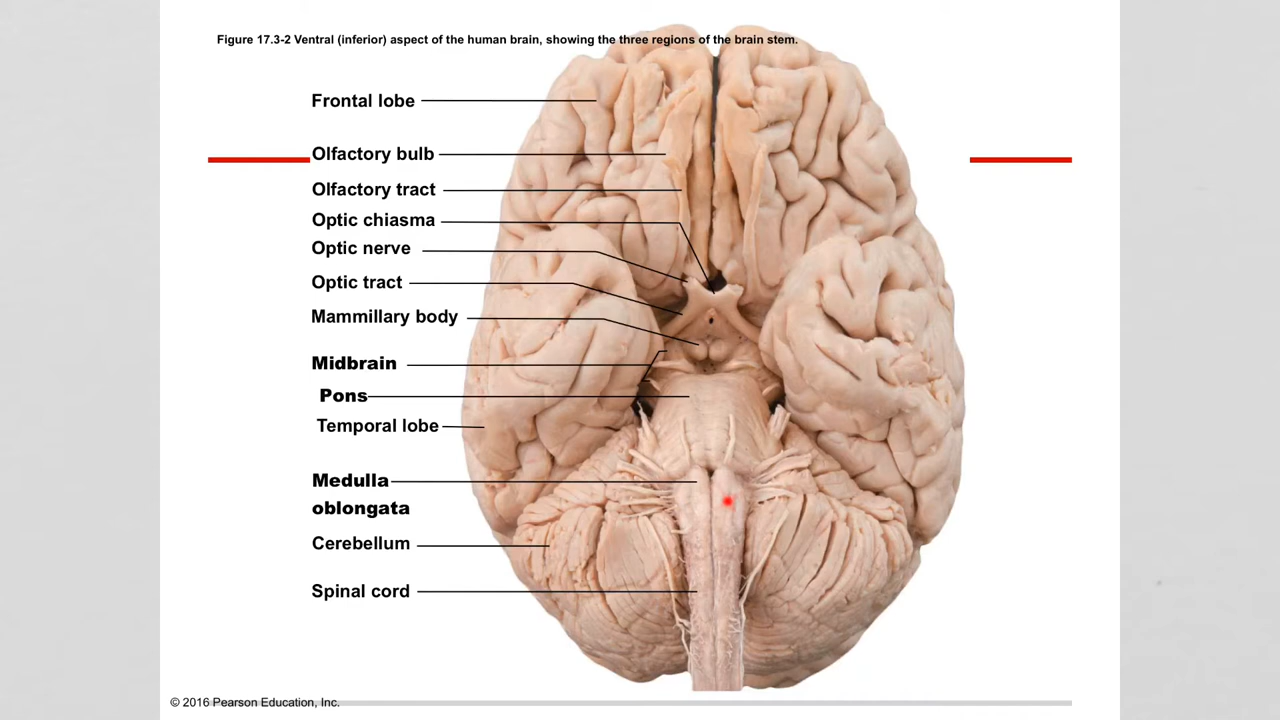 Figure 17.3-2 Ventral (inferior) aspect of the human brain, showing the three regions of the brain stem.
Frontal lobe
Olfactory bulb
Olfactory tract
Optic chiasma
Optic nerve
Optic tract
Mammillary body
Midbrain
Pons
Temporal lobe
Medulla
oblongata
Cerebellum
Spinal cord
© 2016 Pearson Education, Inc.